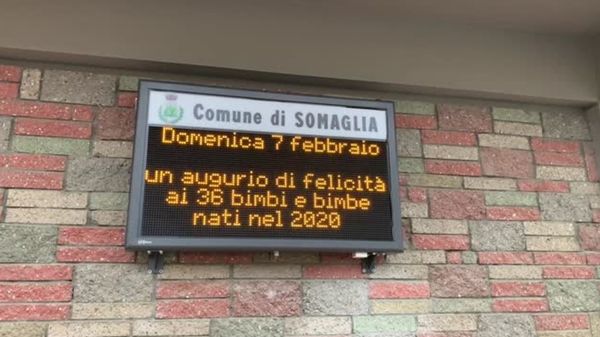 Comune di SOMAGLIA
Domenica 7 febbraio
un augurio di felicità
ai 36 bimbi e bimbe
nati nel 2020